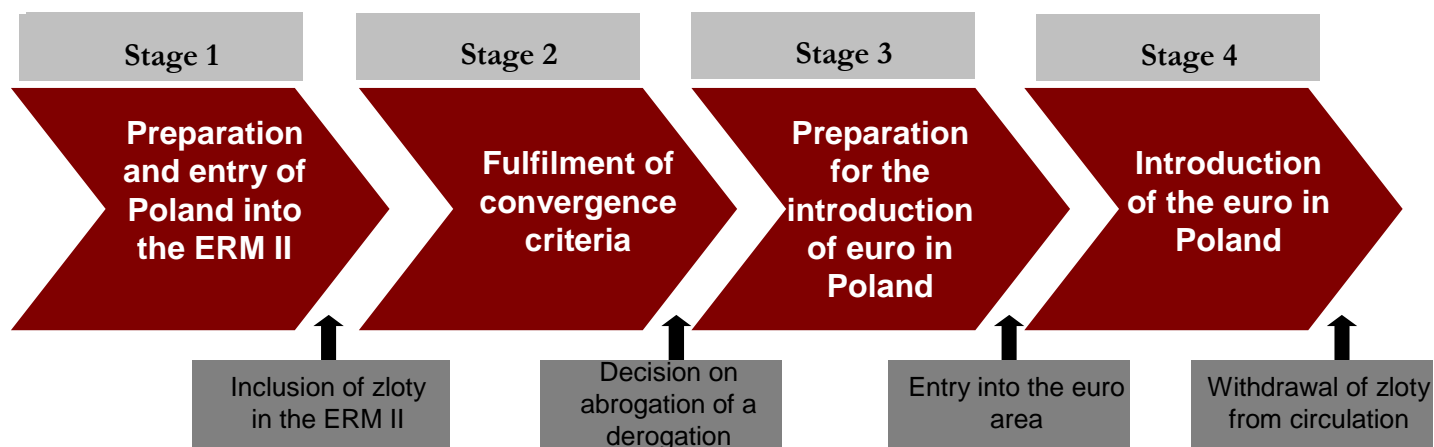 Stage 1
Stage 2
Stage 3
Stage 4
Preparation
and entry of
Poland into
the ERM II
Fulfilment of
convergence
criteria
Preparation
for the
introduction
of euro in
Poland
Introduction
of the euro in
Poland
Inclusion of zloty
in the ERM II
Decision on
abrogation of a
derogation
Entry into the euro
area
Withdrawal of zloty
from circulation